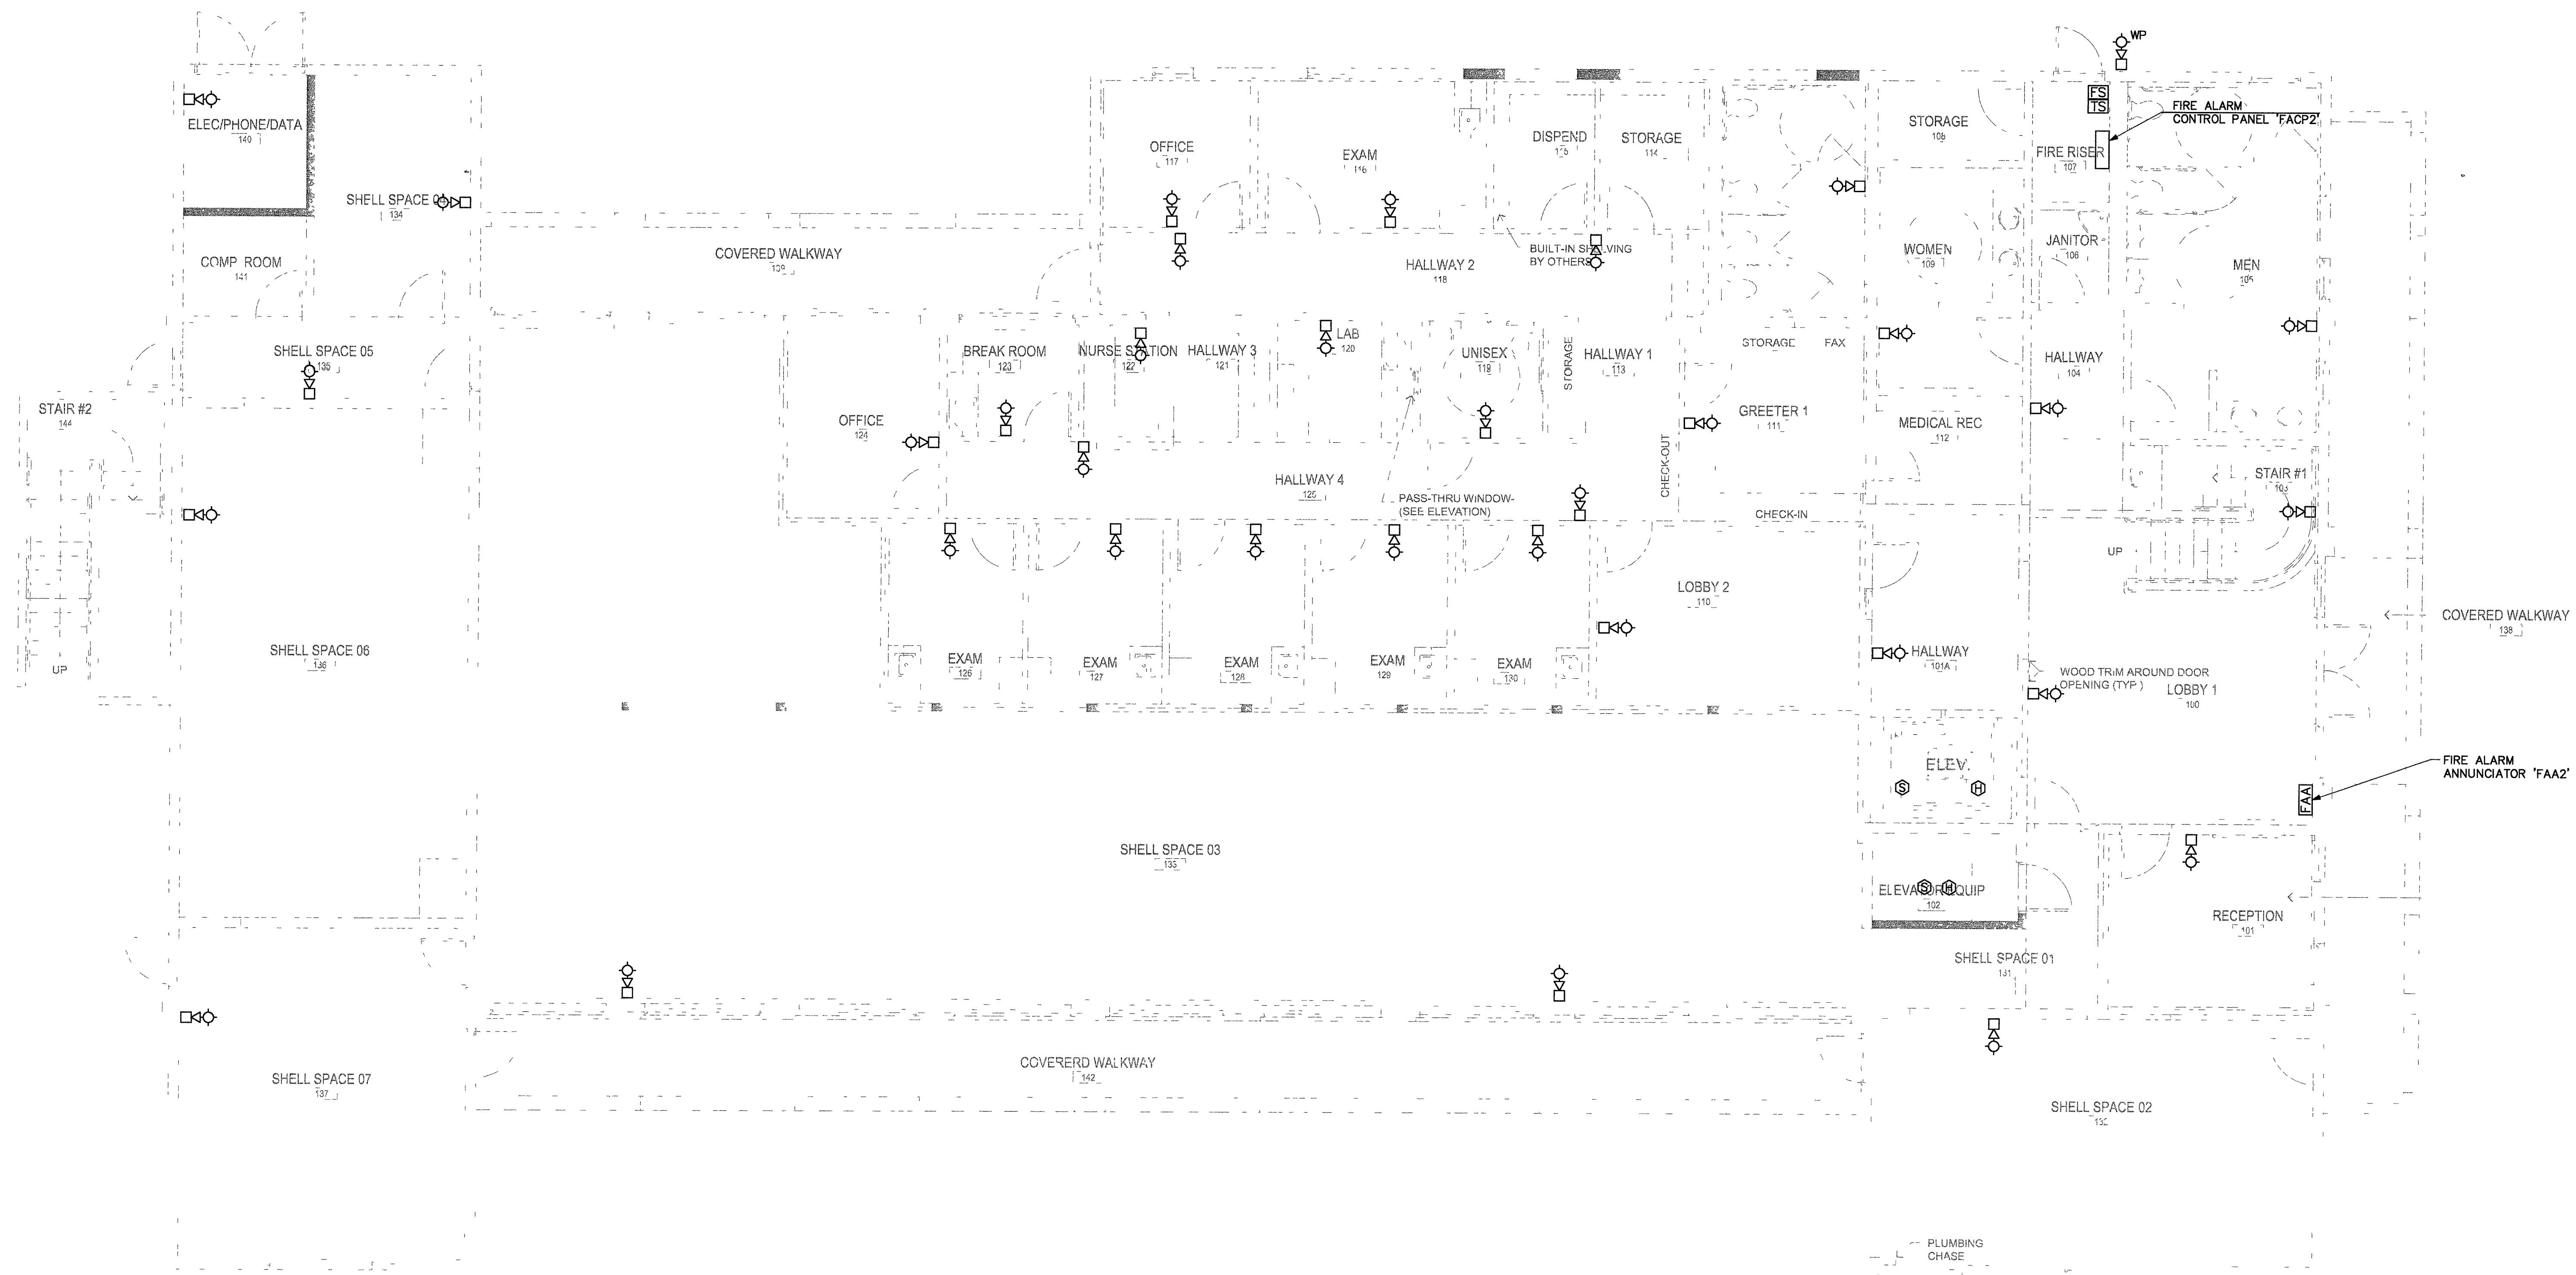 WP
FS
TS
FIRE ALARM
CONTROL PANEL 'FACP2'
ELEC/PHONE/DATA
140
OFFICE
117
EXAM
116
DISPEND
115
STORAGE
114
STORAGE
FIRE RISER
107
SHELL SPACE 04
134
COVERED WALKWAY
139
COMP ROOM
141
HALLWAY 2
118
BUILT-IN SHELVING
BY OTHERS
WOMEN
109
JANITOR
106
MEN
105
SHELL SPACE 05
135
BREAK ROOM
123
NURSE STATION
122
HALLWAY 3
121
LAB
120
UNISEX
119
STORAGE
HALLWAY 1
113
STORAGE
FAX
HALLWAY
104
STAIR #2
144
OFFICE
124
GREETER 1
111
MEDICAL REC
112
CHECK-OUT
HALLWAY 4
125
STAIR #1
103
PASS-THRU WINDOW-
(SEE ELEVATION)
CHECK-IN
UP
LOBBY 2
110
COVERED WALKWAY
138
SHELL SPACE 06
136
UP
EXAM
126
EXAM
127
EXAM
128
EXAM
129
EXAM
130
HALLWAY
101A
WOOD TRIM AROUND DOOR
OPENING (TYP.)
LOBBY 1
100
ELEV.
S
H
FAA
FIRE ALARM
ANNUNCIATOR 'FAA2'
SHELL SPACE 03
133
ELEVATOR EQUIP
S
H
102
RECEPTION
101
SHELL SPACE 01
131
COVERERD WALKWAY
142
SHELL SPACE 07
137
SHELL SPACE 02
132
PLUMBING
CHASE